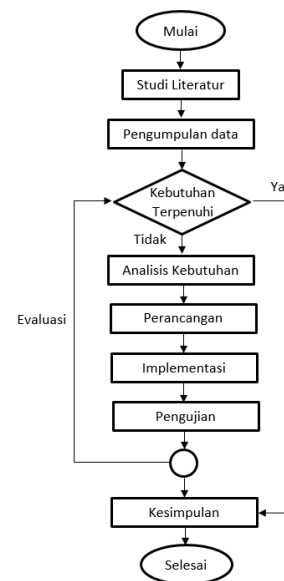 Mulai
Studi Literatur
Pengumpulan data
Kebutuhan
Terpenuhi
Ya
Tidak
Analisis Kebutuhan
Perancangan
Evaluasi
Implementasi
Pengujian
Kesimpulan
Selesai